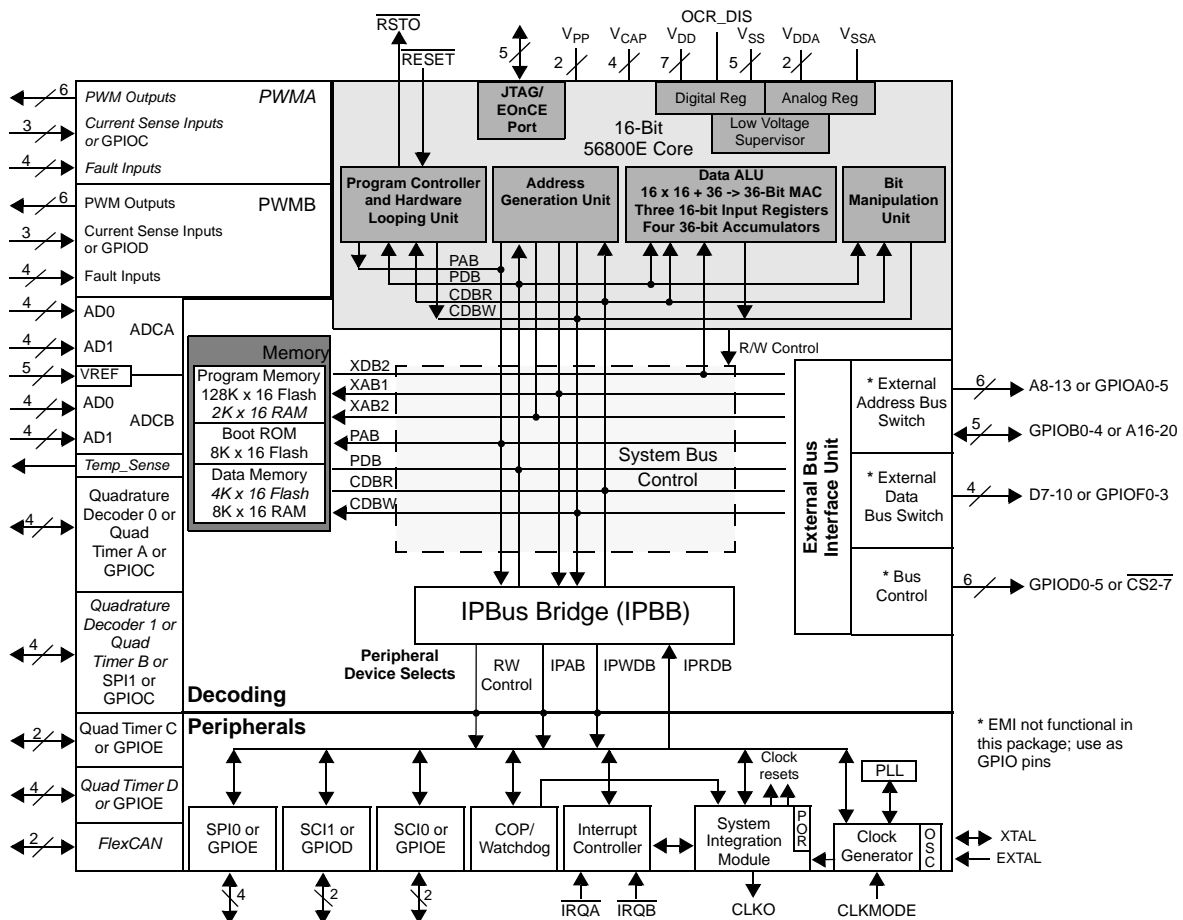 RSTO
RESET
5
VPP
2
VCAP
4
VDD
7
OCR_DIS
VSS
5
VDDA
2
VSSA
6
PWM Outputs
PWMA
3
Current Sense Inputs
or GPIOC
4
Fault Inputs
6
PWM Outputs
PWMB
3
Current Sense Inputs
or GPIOD
4
Fault Inputs
JTAG/
EOnCE
Port
16-Bit
56800E Core
Digital Reg
Analog Reg
Low Voltage
Supervisor
Program Controller
and Hardware
Looping Unit
Address
Generation Unit
Data ALU
16 x 16 + 36 -> 36-Bit MAC
Three 16-bit Input Registers
Four 36-bit Accumulators
Bit
Manipulation
Unit
PAB
PDB
CDBR
CDBW
4
AD0
ADCA
4
AD1
5
VREF
4
AD0
ADCB
4
AD1
Temp_Sense
4
Quadrature
Decoder 0 or
Quad
Timer A or
GPIOC
4
Quadrature
Decoder 1 or
Quad
Timer B or
SPI1 or
GPIOC
2
Quad Timer C
or GPIOE
4
Quad Timer D
or GPIOE
2
FlexCAN
Memory
Program Memory
128K x 16 Flash
2K x 16 RAM
Boot ROM
8K x 16 Flash
Data Memory
4K x 16 Flash
8K x 16 RAM
XDB2
XAB1
XAB2
PAB
PDB
CDBR
CDBW
R/W Control
System Bus
Control
External Bus
Interface Unit
* External
Address Bus
Switch
* External
Data
Bus Switch
* Bus
Control
6
A8-13 or GPIOA0-5
5
GPIOB0-4 or A16-20
4
D7-10 or GPIOF0-3
6
GPIOD0-5 or CS2-7
IPBus Bridge (IPBB)
Peripheral
Device Selects
RW
Control
IPAB
IPWDB
IPRDB
Decoding
Peripherals
* EMI not functional in
this package; use as
GPIO pins
Clock
resets
PLL
SPI0 or
GPIOE
SCI1 or
GPIOD
SCI0 or
GPIOE
COP/
Watchdog
Interrupt
Controller
System
Integration
Module
POR
Clock
Generator
OSC
XTAL
EXTAL
4
2
2
IRQA
IRQB
CLKO
CLKMODE